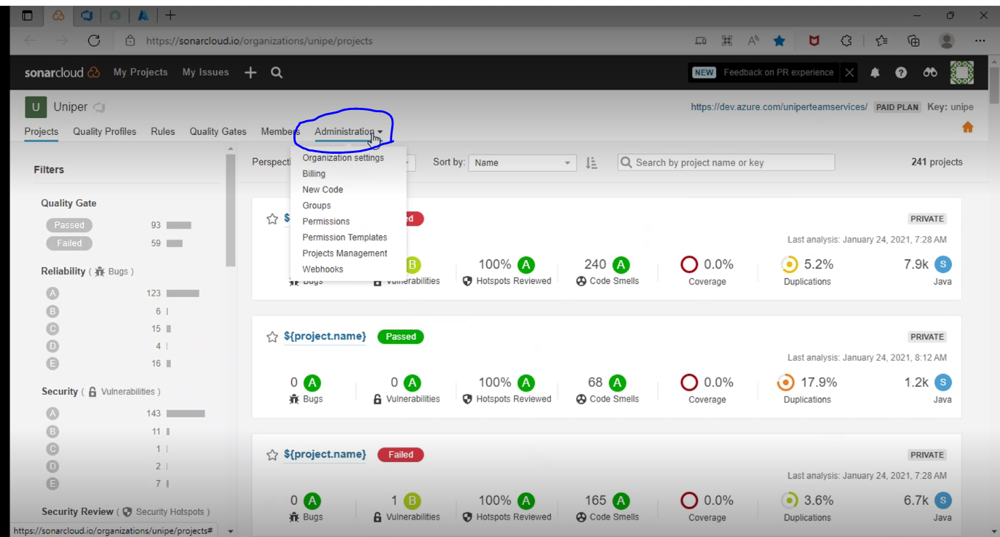 https://sonarcloud.io/organizations/unipe/projects
sonarcloud My Projects My Issues
NEW Feedback on PR experience
U Uniper
https://dev.azure.com/uniperteamservices/ PAID PLAN Key: unipe
Projects Quality Profiles Rules Quality Gates Members Administration
Organization settings
Billing
New Code
Groups
Permissions
Permission Templates
Projects Management
Webhooks
Filters
Quality Gate
Passed 93
Failed 59
Reliability ( Bugs )
A 123
B 6
C 15
D 4
E 16
Security ( Vulnerabilities )
A 143
B 11
C 1
D 2
E 7
Security Review ( Security Hotspots )
https://sonarcloud.io/organizations/unipe/projects#
Sort by: Name
Search by project name or key
241 projects
PRIVATE
Last analysis: January 24, 2021, 7:28 AM
B 100% A 240 A 0.0% 5.2% 7.9k S
Bugs Vulnerabilities Hotspots Reviewed Code Smells Coverage Duplications Java
${project.name} Passed PRIVATE
Last analysis: January 24, 2021, 8:12 AM
0 A 0 A 100% A 68 A 0.0% 17.9% 1.2k S
Bugs Vulnerabilities Hotspots Reviewed Code Smells Coverage Duplications Java
${project.name} Failed PRIVATE
Last analysis: January 24, 2021, 7:28 AM
0 A 1 B 100% A 165 A 0.0% 3.6% 6.7k S
Bugs Vulnerabilities Hotspots Reviewed Code Smells Coverage Duplications Java